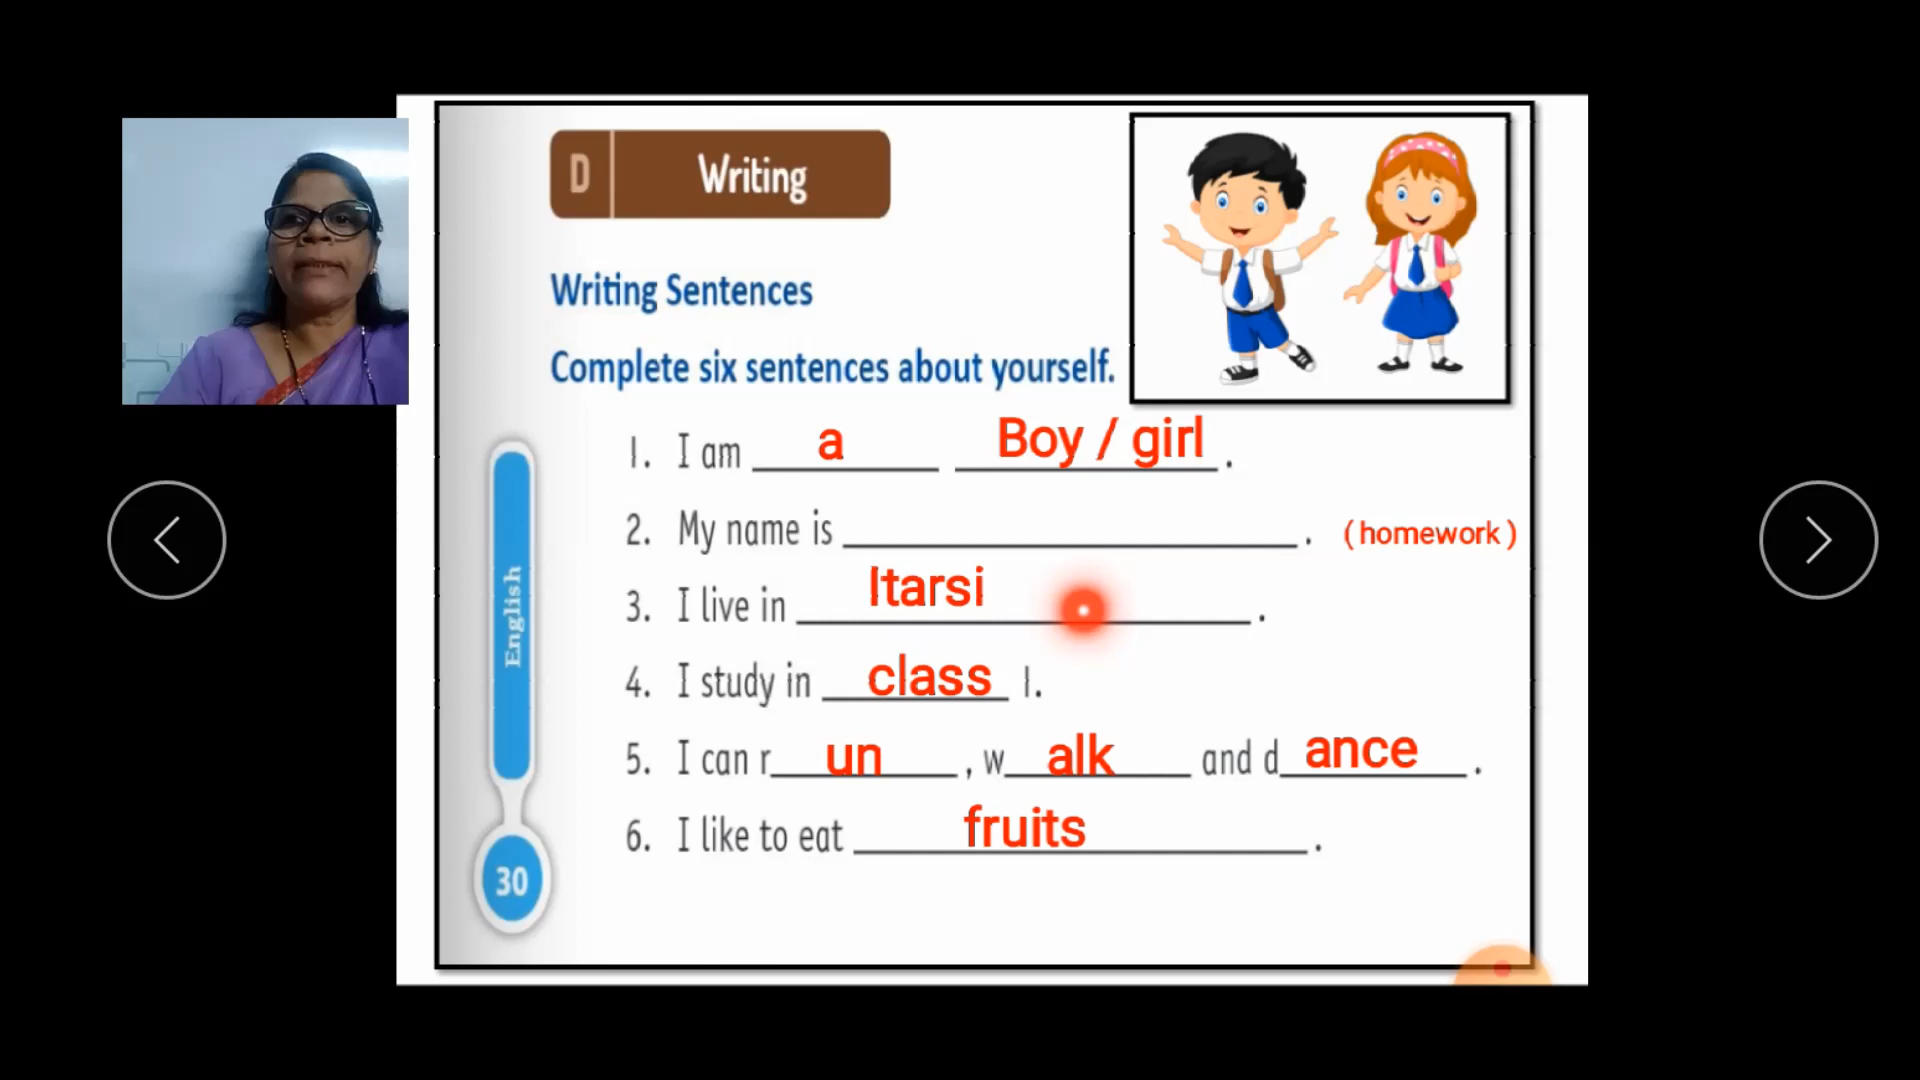 D Writing
Writing Sentences
Complete six sentences about yourself.
1. I am a Boy / girl .
2. My name is ____________ . (homework)
3. I live in Itarsi .
4. I study in class 1.
5. I can run , walk and dance .
6. I like to eat fruits .
English
30